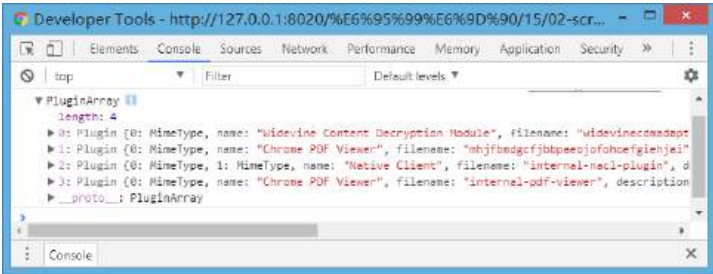 Developer Tools - http://127.0.0.1:8020/%E6%95%99%E6%9D%90/15/02-scr...
Elements Console Sources Network Performance Memory Application Security »
top ▼ Filter Default levels ▼
▼ PluginArray
length: 4
▶ 0: Plugin {0: MimeType, name: "Widevine Content Decryption Module", filename: "widevinecdmadapt
▶ 1: Plugin {0: MimeType, name: "Chrome PDF Viewer", filename: "mhjfbmdgcfjbbpaeojofohoefgiehjai"
▶ 2: Plugin {0: MimeType, 1: MimeType, name: "Native Client", filename: "internal-nacl-plugin", d
▶ 3: Plugin {0: MimeType, name: "Chrome PDF Viewer", filename: "internal-pdf-viewer", description
▶ __proto__: PluginArray
>
Console